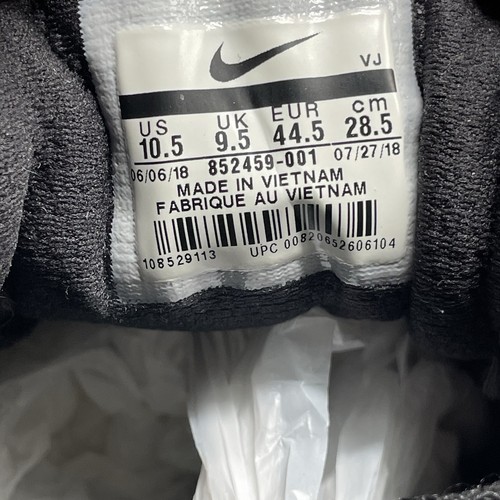 VJ
US UK EUR cm
10.5 9.5 44.5 28.5
06/06/18 852459-001 07/27/18
MADE IN VIETNAM
FABRIQUE AU VIETNAM
108529113 UPC 00820652606104